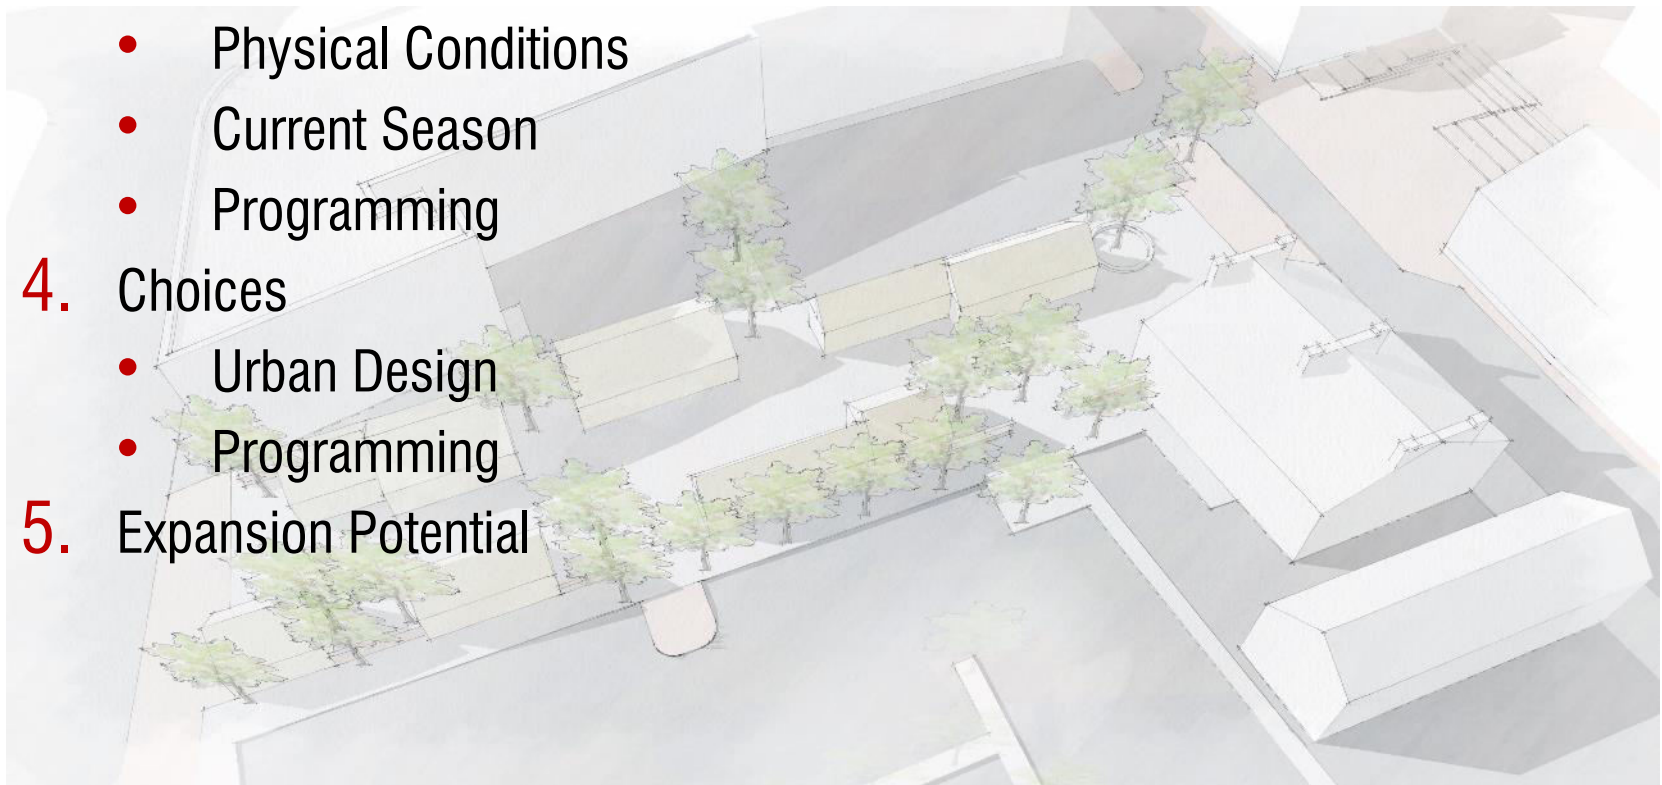 • Physical Conditions
• Current Season
• Programming
4. Choices
• Urban Design
• Programming
5. Expansion Potential